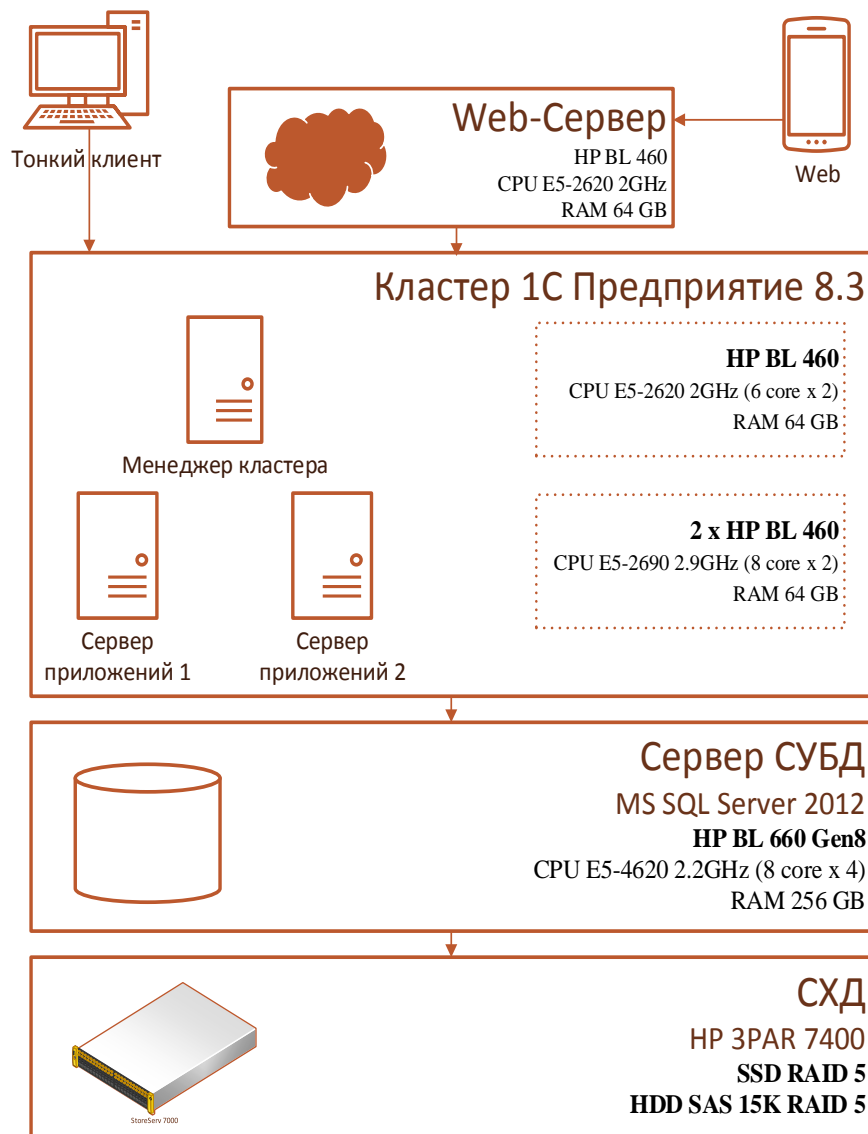 Тонкий клиент
Web-Сервер
HP BL 460
CPU E5-2620 2GHz
RAM 64 GB
Web
Кластер 1С Предприятие 8.3
Менеджер кластера
HP BL 460
CPU E5-2620 2GHz (6 core x 2)
RAM 64 GB
Сервер
приложений 1
Сервер
приложений 2
2 x HP BL 460
CPU E5-2690 2.9GHz (8 core x 2)
RAM 64 GB
Сервер СУБД
MS SQL Server 2012
HP BL 660 Gen8
CPU E5-4620 2.2GHz (8 core x 4)
RAM 256 GB
СХД
HP 3PAR 7400
SSD RAID 5
HDD SAS 15K RAID 5
StoreServ 7000